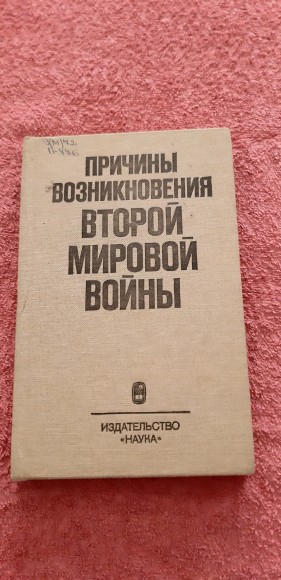 ПРИЧИНЫ
ВОЗНИКНОВЕНИЯ
ВТОРОЙ
МИРОВОЙ
ВОЙНЫ
ИЗДАТЕЛЬСТВО
«НАУКА»